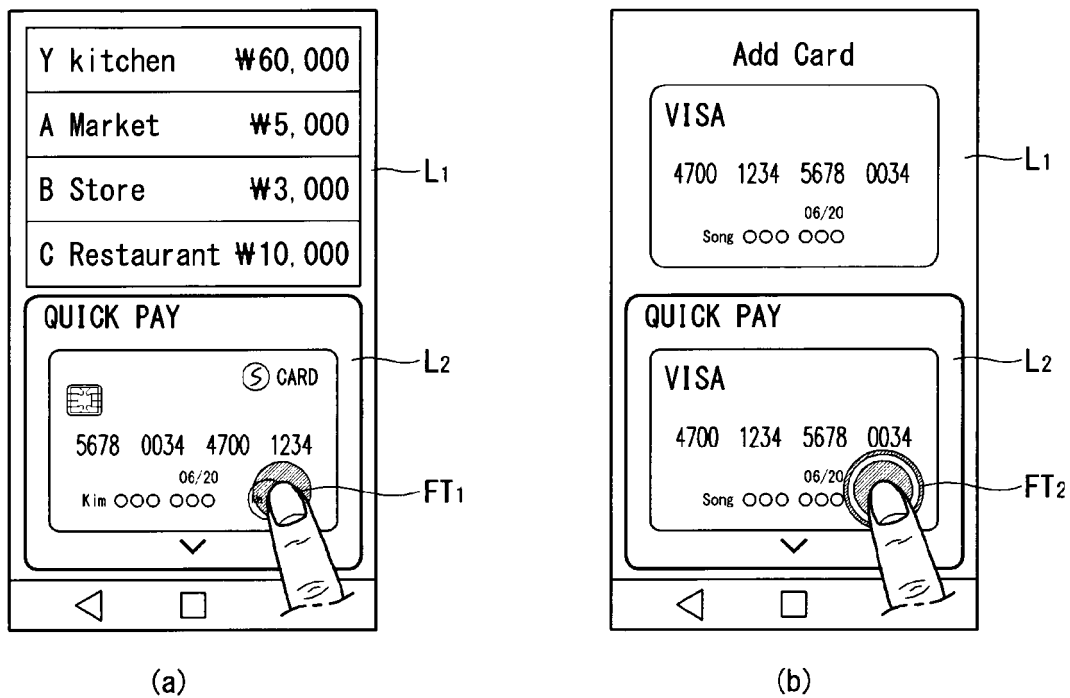 Y kitchen ₩60,000
A Market ₩5,000
B Store ₩3,000
C Restaurant ₩10,000
L1
QUICK PAY
L2
S CARD
5678 0034 4700 1234
06/20
Kim ○○○ ○○○
FT1
(a)
Add Card
VISA
4700 1234 5678 0034
06/20
Song ○○○ ○○○
L1
QUICK PAY
L2
VISA
4700 1234 5678 0034
06/20
Song ○○○ ○○○
FT2
(b)